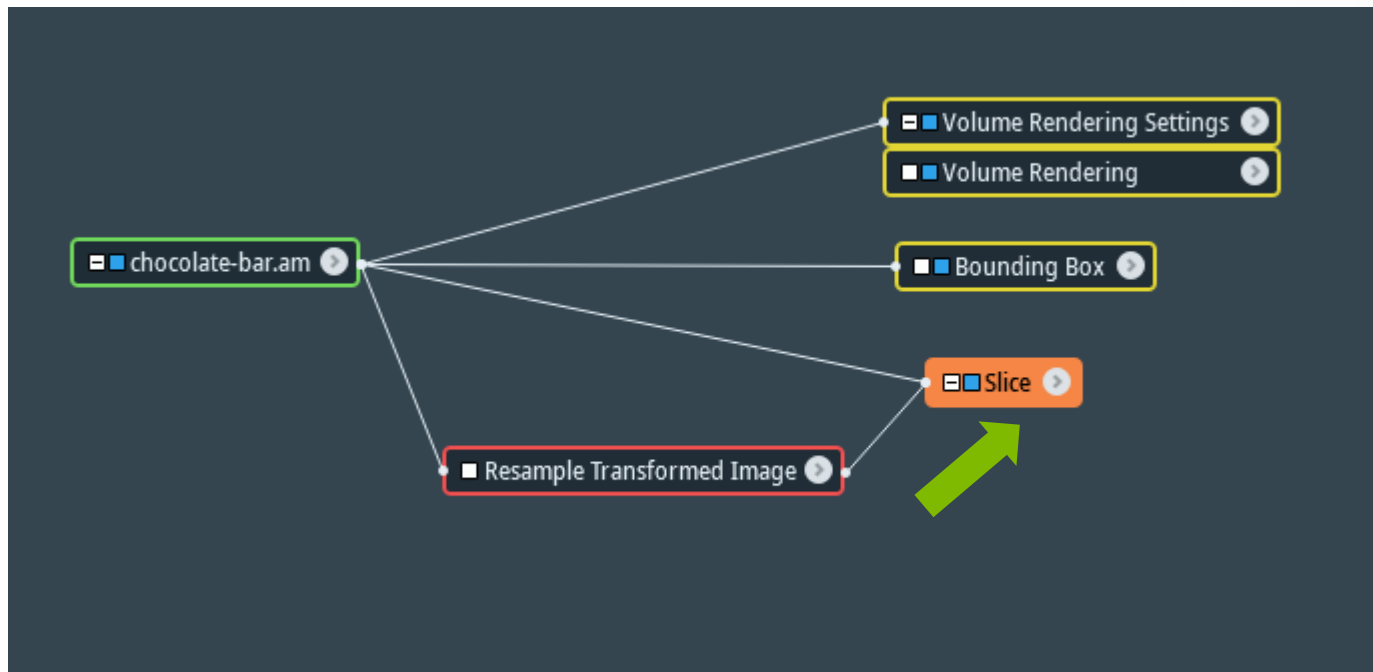 Volume Rendering Settings
Volume Rendering
chocolate-bar.am
Bounding Box
Slice
Resample Transformed Image